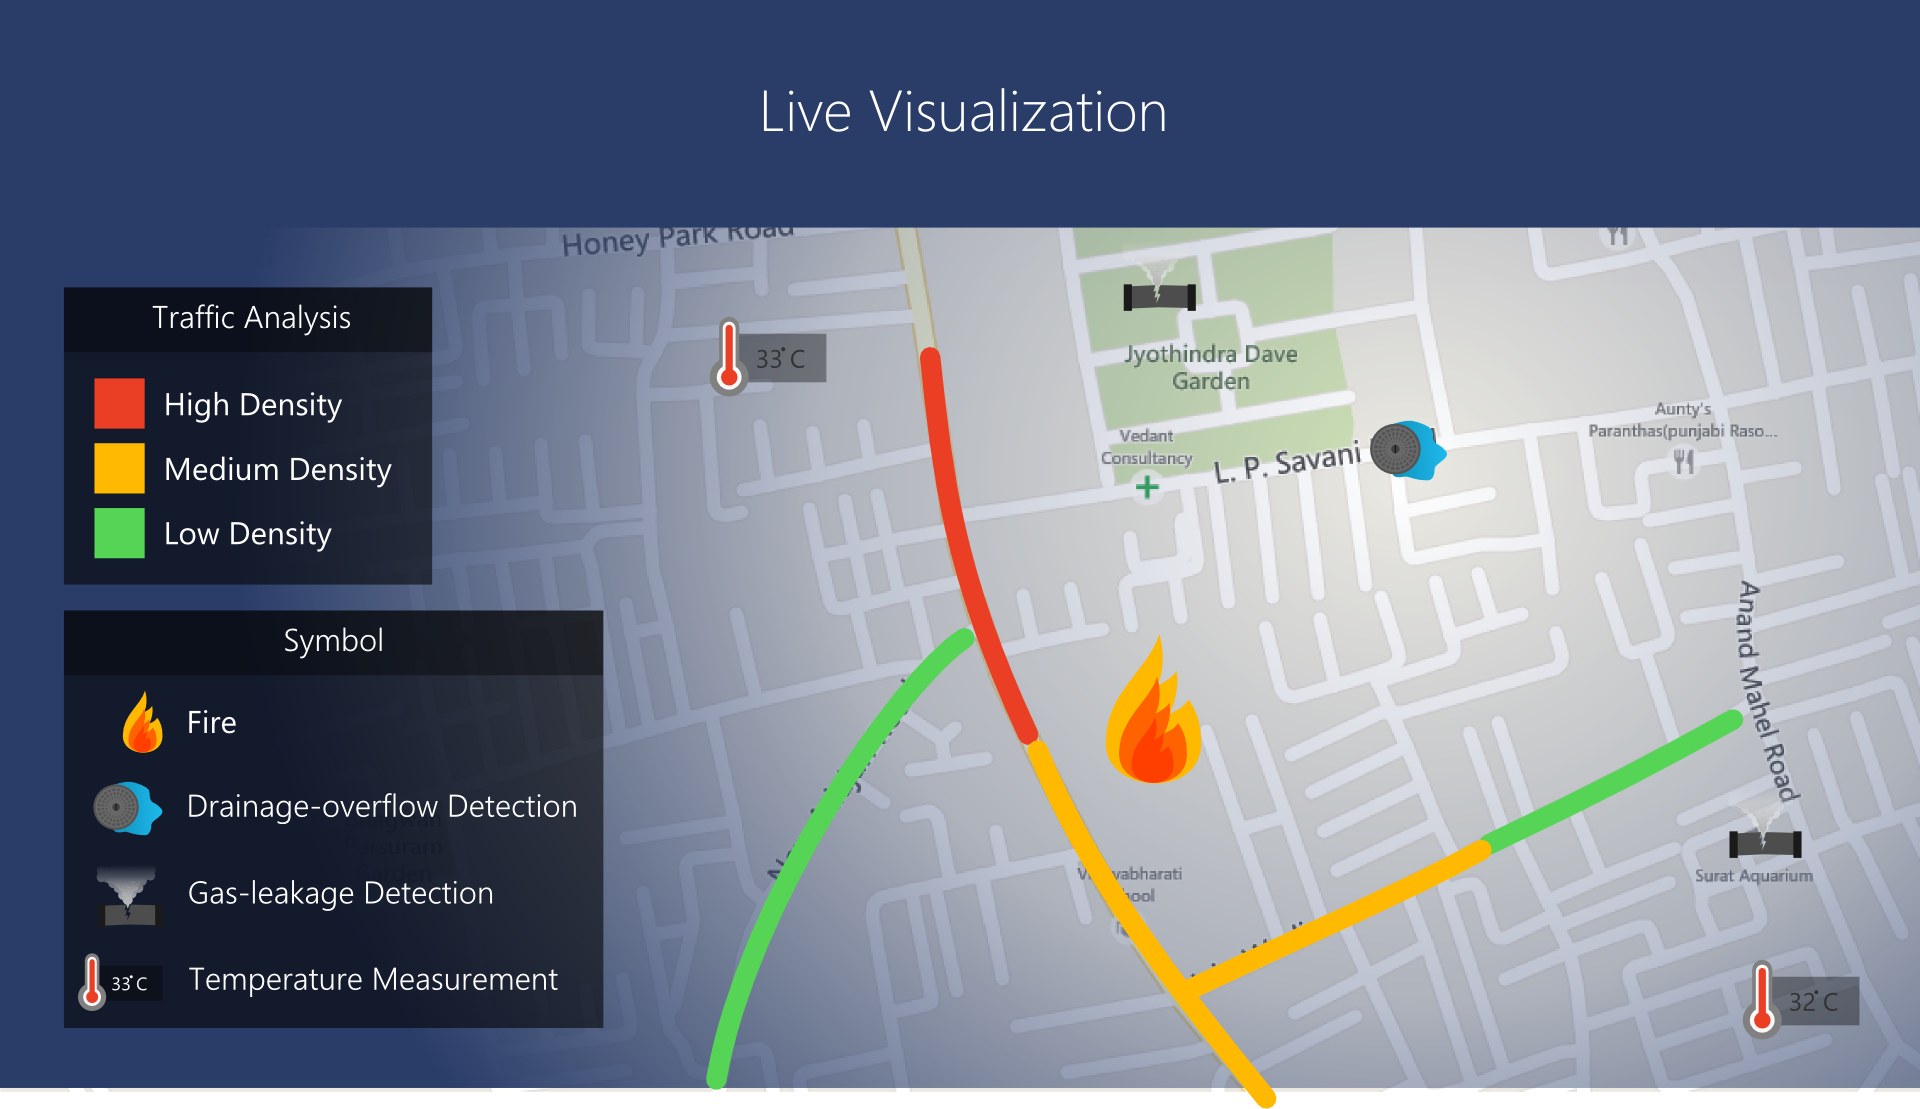 Live Visualization
Honey Park Road
Traffic Analysis
High Density
Medium Density
Low Density
33°C
Jyothindra Dave
Garden
Vedant
Consultancy
L. P. Savani
Aunty's
Paranthas(punjabi Raso...
Anand Mahel Road
Symbol
Fire
Drainage-overflow Detection
Gas-leakage Detection
33°C
Temperature Measurement
Surat Aquarium
32°C